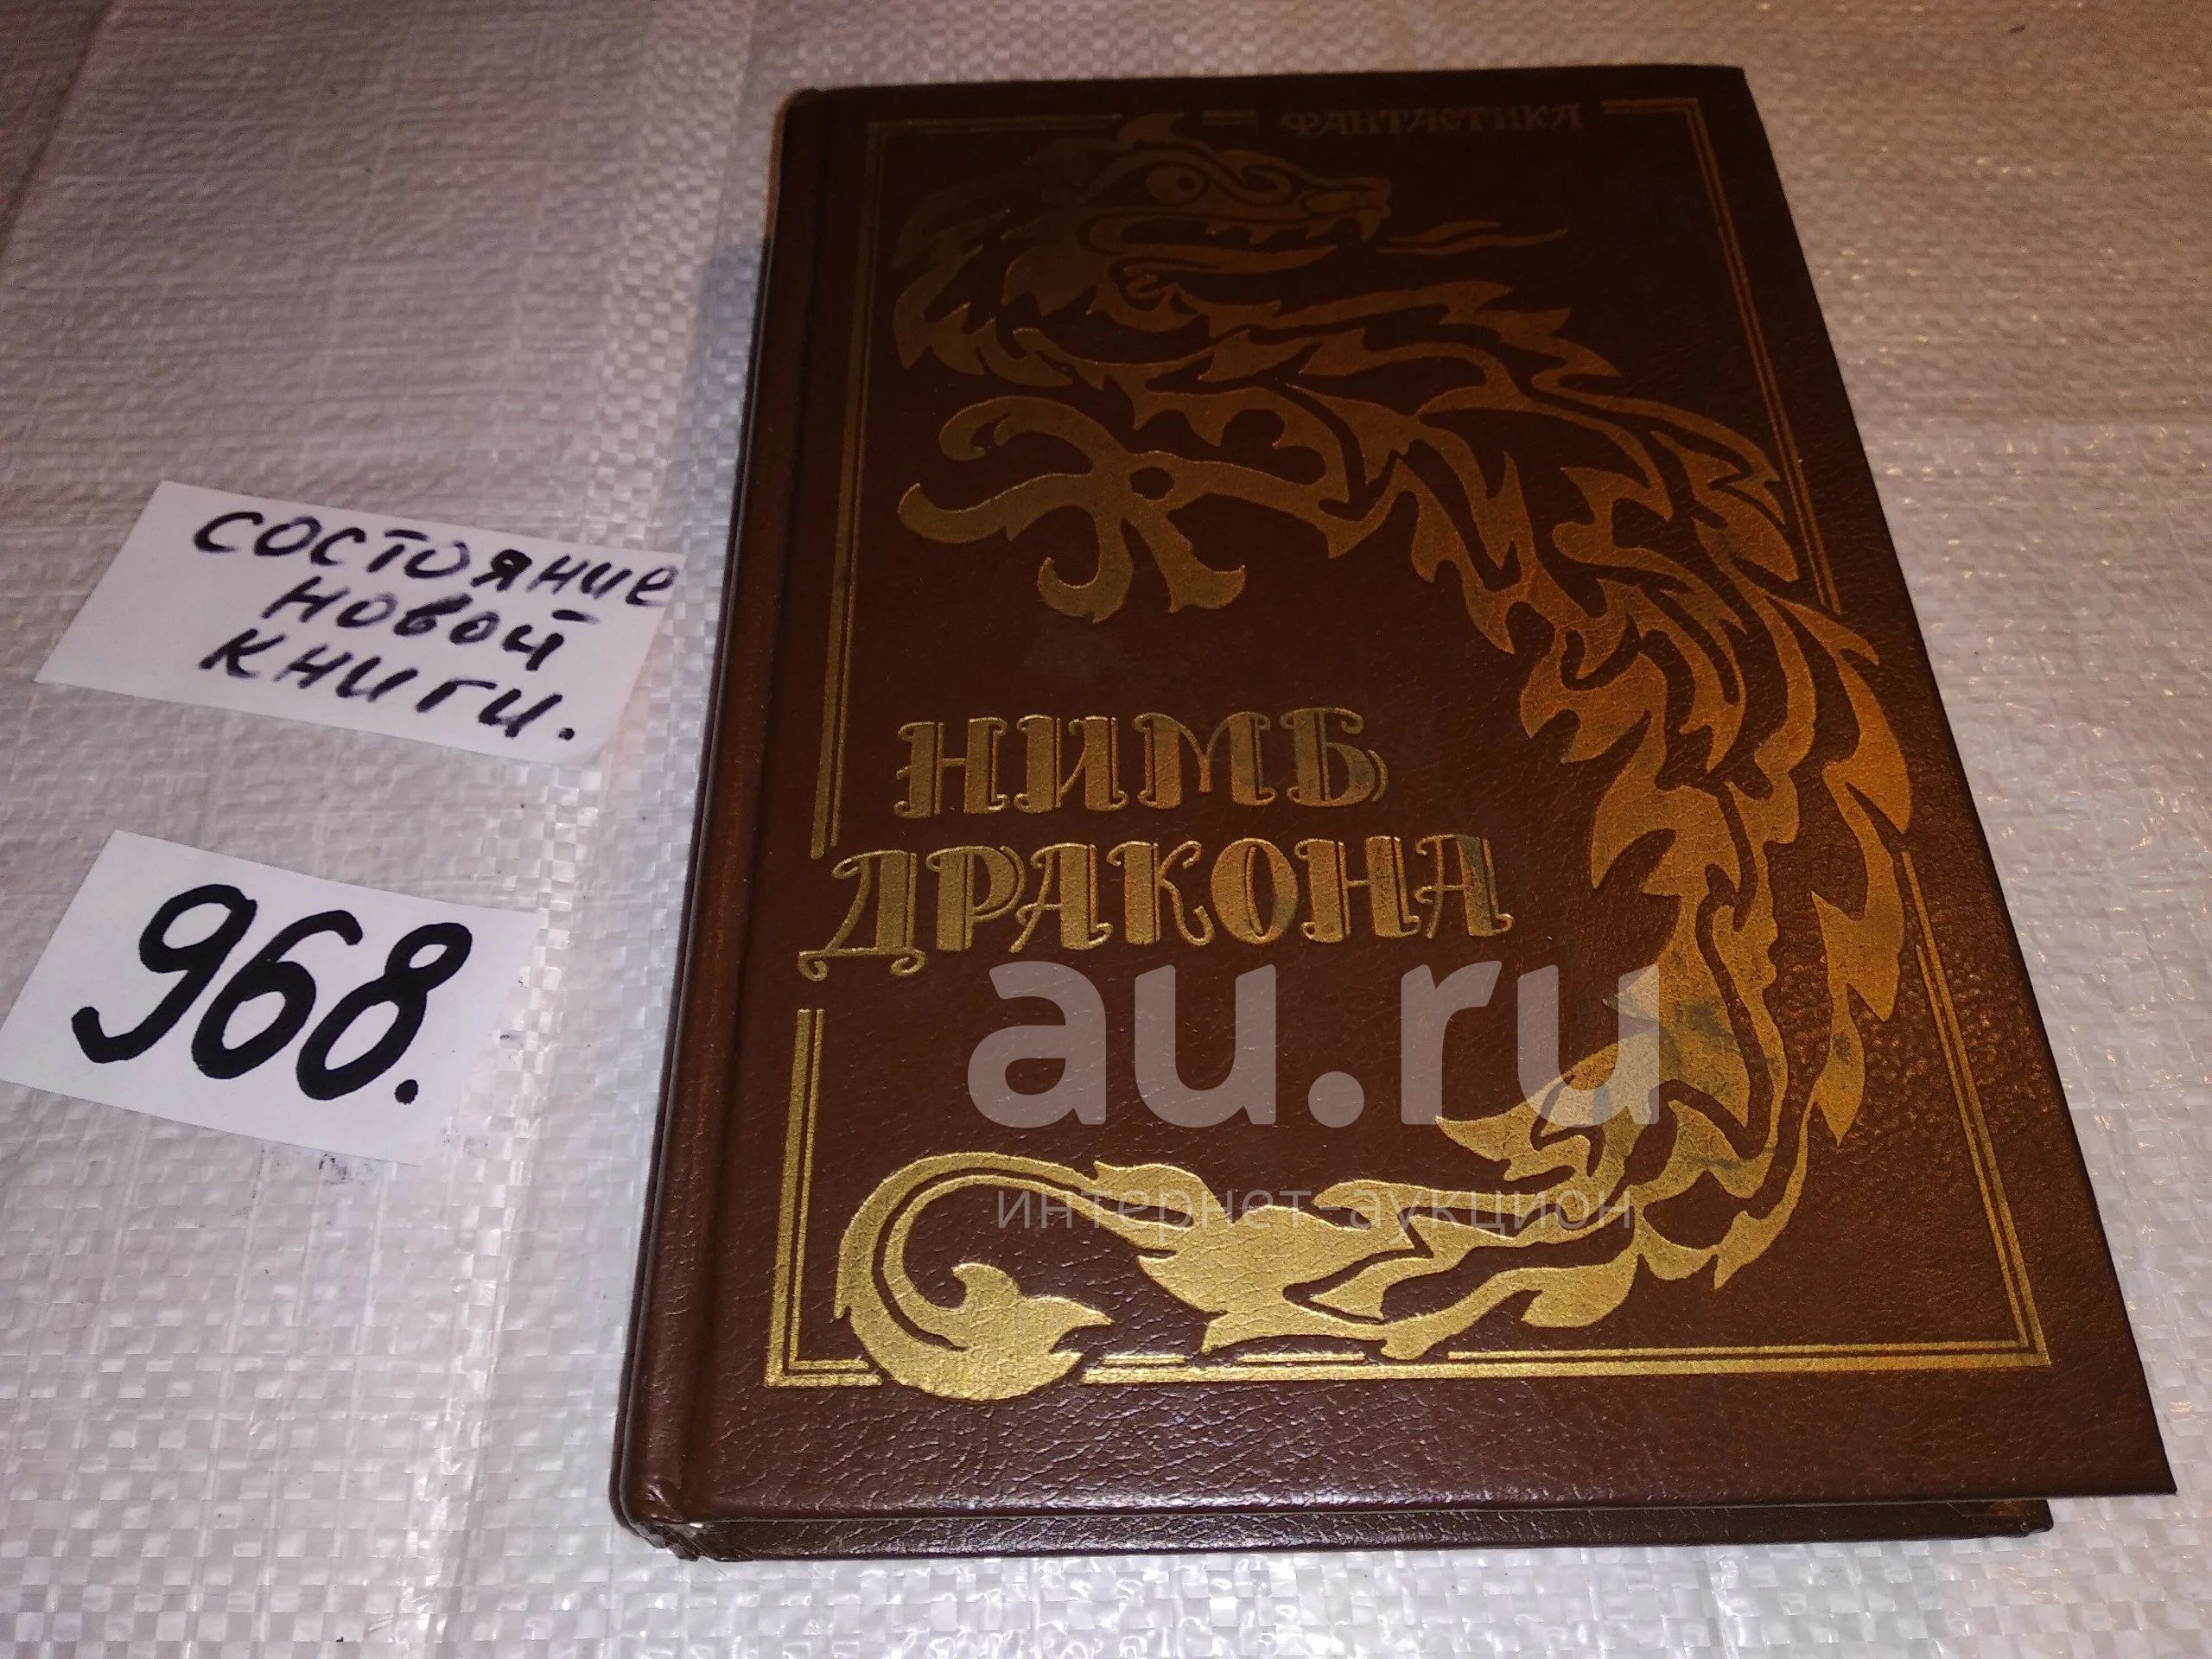 ФАНТАСТИКА
состояние
новой
книги.
НИМБ
ДРАКОНА
968.
au.ru
интернет-аукцион